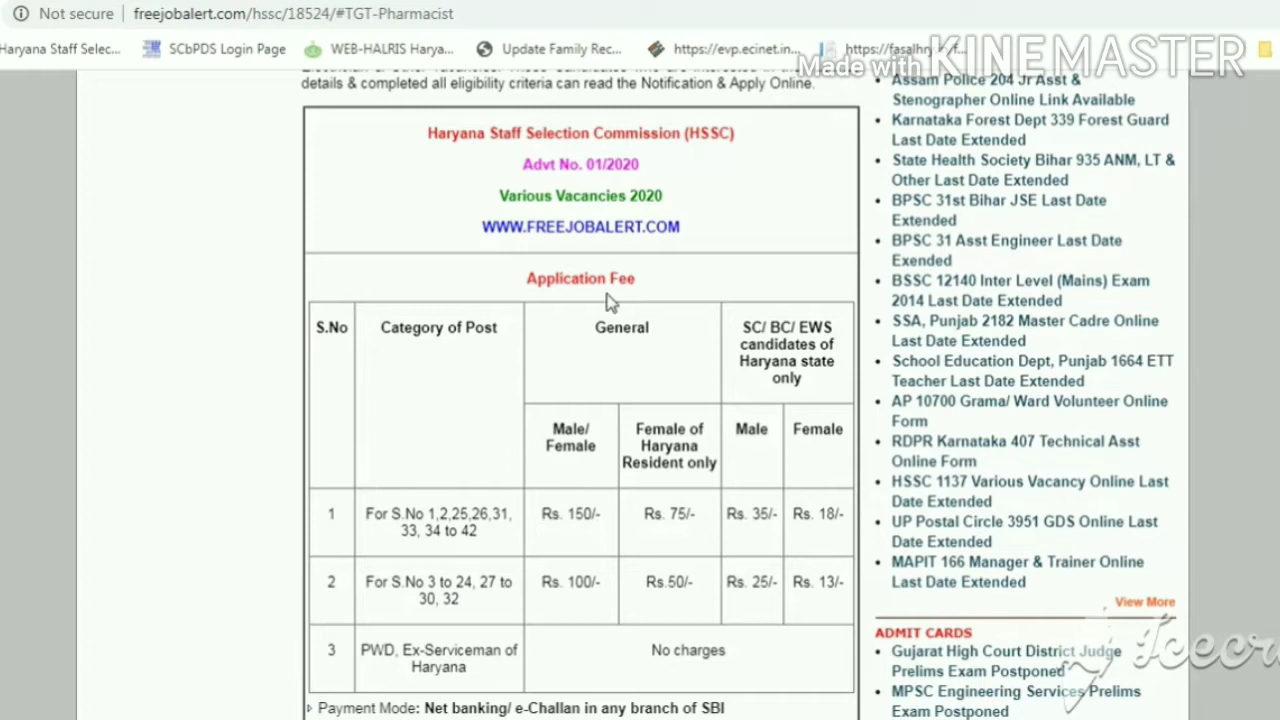 Not secure | freejobalert.com/hssc/18524/#TGT-Pharmacist
Haryana Staff Selec... SCbPDS Login Page WEB-HALRIS Harya... Update Family Rec... https://evp.ecinet.in... https://fasalhry.f...
Made with KINEMASTER
details & completed all eligibility criteria can read the Notification & Apply Online.
Haryana Staff Selection Commission (HSSC)
Advt No. 01/2020
Various Vacancies 2020
WWW.FREEJOBALERT.COM
Application Fee
S.No Category of Post General SC/ BC/ EWS
candidates of
Haryana state
only
Male/
Female
Female of
Haryana
Resident only
Male Female
1 For S.No 1,2,25,26,31,
33, 34 to 42
Rs. 150/- Rs. 75/- Rs. 35/- Rs. 18/-
2 For S.No 3 to 24, 27 to
30, 32
Rs. 100/- Rs.50/- Rs. 25/- Rs. 13/-
3 PWD, Ex-Serviceman of
Haryana
No charges
Payment Mode: Net banking/ e-Challan in any branch of SBI
Assam Police 204 Jr Asst &
Stenographer Online Link Available
Karnataka Forest Dept 339 Forest Guard
Last Date Extended
State Health Society Bihar 935 ANM, LT &
Other Last Date Extended
BPSC 31st Bihar JSE Last Date
Extended
BPSC 31 Asst Engineer Last Date
Exended
BSSC 12140 Inter Level (Mains) Exam
2014 Last Date Extended
SSA, Punjab 2182 Master Cadre Online
Last Date Extended
School Education Dept, Punjab 1664 ETT
Teacher Last Date Extended
AP 10700 Grama/ Ward Volunteer Online
Form
RDPR Karnataka 407 Technical Asst
Online Form
HSSC 1137 Various Vacancy Online Last
Date Extended
UP Postal Circle 3951 GDS Online Last
Date Extended
MAPIT 166 Manager & Trainer Online
Last Date Extended
View More
ADMIT CARDS
Gujarat High Court District Judge
Prelims Exam Postponed
MPSC Engineering Services Prelims
Exam Postponed